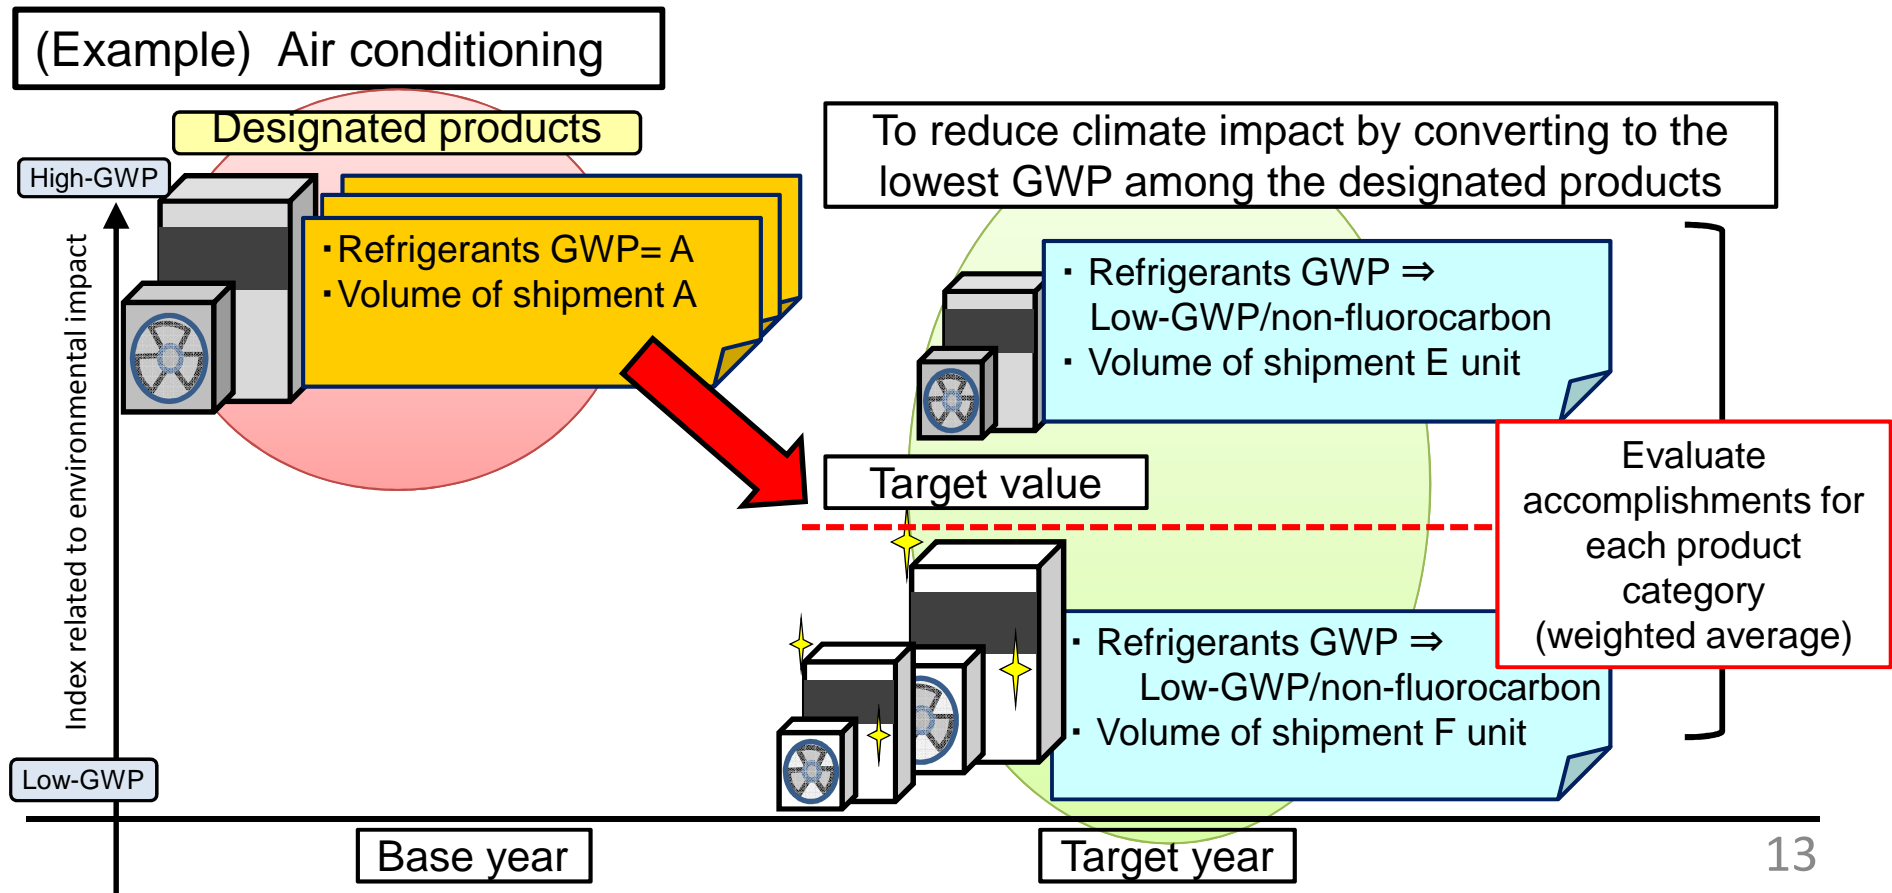 (Example) Air conditioning
Designated products
To reduce climate impact by converting to the
lowest GWP among the designated products
High-GWP
Index related to environmental impact
・Refrigerants GWP= A
・Volume of shipment A
・ Refrigerants GWP ⇒
Low-GWP/non-fluorocarbon
・ Volume of shipment E unit
Target value
Evaluate
accomplishments for
each product
category
(weighted average)
・ Refrigerants GWP ⇒
Low-GWP/non-fluorocarbon
・ Volume of shipment F unit
Low-GWP
Base year
Target year
13